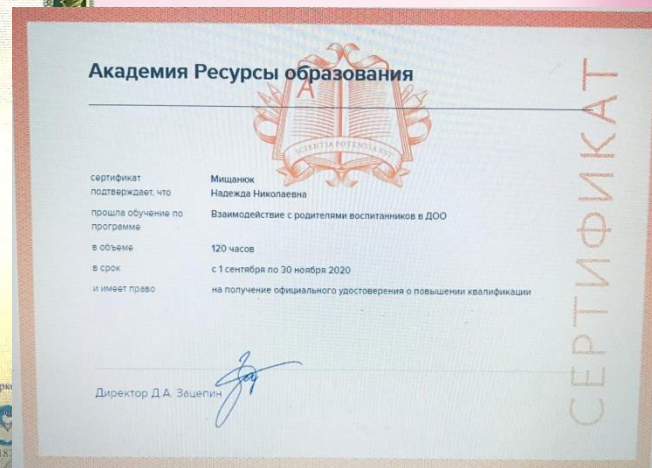 Академия Ресурсы образования
А
SCIENTIA POTENTIA EST
сертификат
подтверждает, что
Мищанюк
Надежда Николаевна
прошла обучение по
программе
Взаимодействие с родителями воспитанников в ДОО
в объеме
120 часов
в срок
с 1 сентября по 30 ноября 2020
и имеет право
на получение официального удостоверения о повышении квалификации
Директор Д.А. Зацепин
СЕРТИФИКАТ